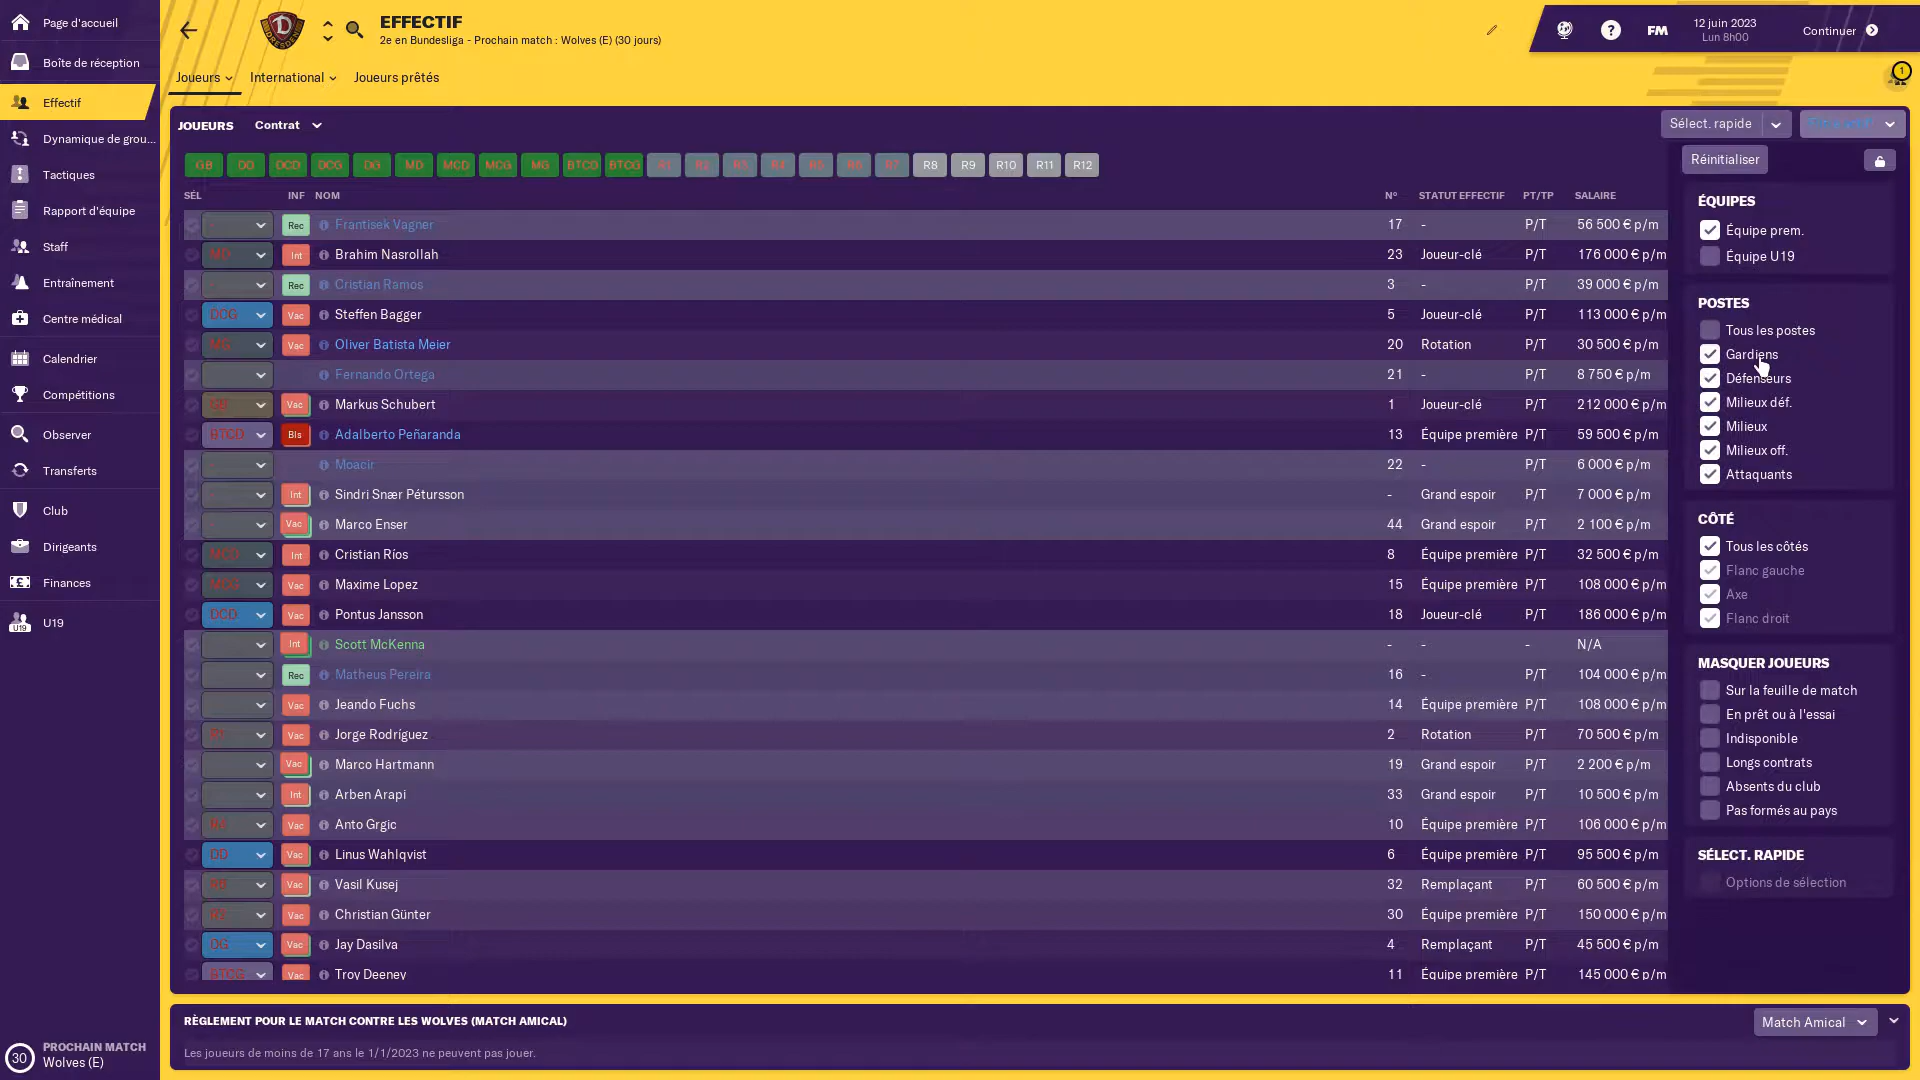 Page d'accueil
Boîte de réception
Effectif
Dynamique de grou...
Tactiques
Rapport d'équipe
Staff
Entraînement
Centre médical
Calendrier
Compétitions
Observer
Transferts
Club
Dirigeants
Finances
U19
PROCHAIN MATCH
30 Wolves (E)
EFFECTIF
2e en Bundesliga - Prochain match : Wolves (E) (30 jours)
FM
12 juin 2023
Lun 8h00
Continuer
1
Joueurs International Joueurs prêtés
JOUEURS Contrat Sélect. rapide
GB DD DCD DCG DG MD MCD MCG MG BTCD BTCG R1 R2 R3 R4 R5 R6 R7 R8 R9 R10 R11 R12
SÉL INF NOM N° STATUT EFFECTIF PT/TP SALAIRE
Rec Frantisek Vagner 17 - P/T 56 500 € p/m
MD Int Brahim Nasrollah 23 Joueur-clé P/T 176 000 € p/m
Rec Cristian Ramos 3 - P/T 39 000 € p/m
DCG Vac Steffen Bagger 5 Joueur-clé P/T 113 000 € p/m
MG Vac Oliver Batista Meier 20 Rotation P/T 30 500 € p/m
Fernando Ortega 21 - P/T 8 750 € p/m
GB Vac Markus Schubert 1 Joueur-clé P/T 212 000 € p/m
BTCD Bls Adalberto Peñaranda 13 Équipe première P/T 59 500 € p/m
Moacir 22 - P/T 6 000 € p/m
Int Sindri Snær Pétursson - Grand espoir P/T 7 000 € p/m
Vac Marco Enser 44 Grand espoir P/T 2 100 € p/m
MCD Int Cristian Ríos 8 Équipe première P/T 32 500 € p/m
MCG Vac Maxime Lopez 15 Équipe première P/T 108 000 € p/m
DCD Vac Pontus Jansson 18 Joueur-clé P/T 186 000 € p/m
Int Scott McKenna - - - N/A
Rec Matheus Pereira 16 - P/T 104 000 € p/m
Vac Jeando Fuchs 14 Équipe première P/T 108 000 € p/m
Vac Jorge Rodríguez 2 Rotation P/T 70 500 € p/m
Vac Marco Hartmann 19 Grand espoir P/T 2 200 € p/m
Int Arben Arapi 33 Grand espoir P/T 10 500 € p/m
Vac Anto Grgic 10 Équipe première P/T 106 000 € p/m
DD Vac Linus Wahlqvist 6 Équipe première P/T 95 500 € p/m
Vac Vasil Kusej 32 Remplaçant P/T 60 500 € p/m
Vac Christian Günter 30 Équipe première P/T 150 000 € p/m
DG Vac Jay Dasilva 4 Remplaçant P/T 45 500 € p/m
BTCG Vac Troy Deeney 11 Équipe première P/T 145 000 € p/m
Réinitialiser
ÉQUIPES
Équipe prem.
Équipe U19
POSTES
Tous les postes
Gardiens
Défenseurs
Milieux déf.
Milieux
Milieux off.
Attaquants
CÔTÉ
Tous les côtés
Flanc gauche
Axe
Flanc droit
MASQUER JOUEURS
Sur la feuille de match
En prêt ou à l'essai
Indisponible
Longs contrats
Absents du club
Pas formés au pays
SÉLECT. RAPIDE
Options de sélection
RÈGLEMENT POUR LE MATCH CONTRE LES WOLVES (MATCH AMICAL) Match Amical
Les joueurs de moins de 17 ans le 1/1/2023 ne peuvent pas jouer.